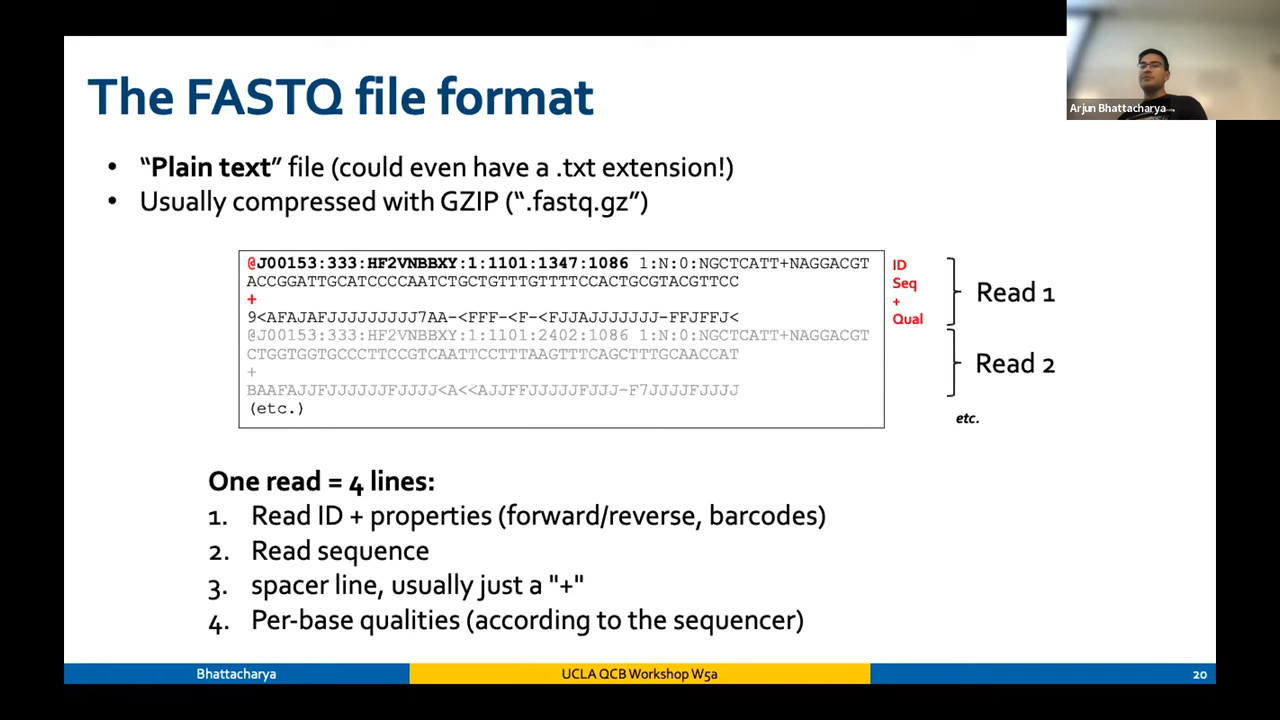 The FASTQ file format
Arjun Bhattacharya
• “Plain text” file (could even have a .txt extension!)
• Usually compressed with GZIP (“.fastq.gz”)
@J00153:333:HF2VNBBXY:1:1101:1347:1086 1:N:0:NGCTCATT+NAGGACGT
ACCGGATTGCATCCCCAATCTGCTGTTTGTTTTCCACTGCGTACGTTCC
+
9<AFAJAFJJJJJJJJJ7AA-<FFF-<F-<FJJAJJJJJJ-FFJFFJ<
@J00153:333:HF2VNBBXY:1:1101:2402:1086 1:N:0:NGCTCATT+NAGGACGT
CTGGTGGTGCCCTTCCGTCAATTCCTTTAAGTTTCAGCTTTGCAACCAT
+
BAAFAJJFJJJJJJFJJJJ<A<<AJJFFJJJJJFJJJ-F7JJJJFJJJJ
(etc.)
ID
Seq
+
Qual
Read 1
Read 2
etc.
One read = 4 lines:
1. Read ID + properties (forward/reverse, barcodes)
2. Read sequence
3. spacer line, usually just a "+"
4. Per-base qualities (according to the sequencer)
Bhattacharya
UCLA QCB Workshop W5a
20